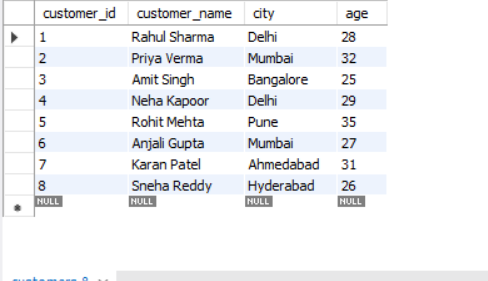 customer_id customer_name city age
1 Rahul Sharma Delhi 28
2 Priya Verma Mumbai 32
3 Amit Singh Bangalore 25
4 Neha Kapoor Delhi 29
5 Rohit Mehta Pune 35
6 Anjali Gupta Mumbai 27
7 Karan Patel Ahmedabad 31
8 Sneha Reddy Hyderabad 26
NULL NULL NULL NULL
customers 8